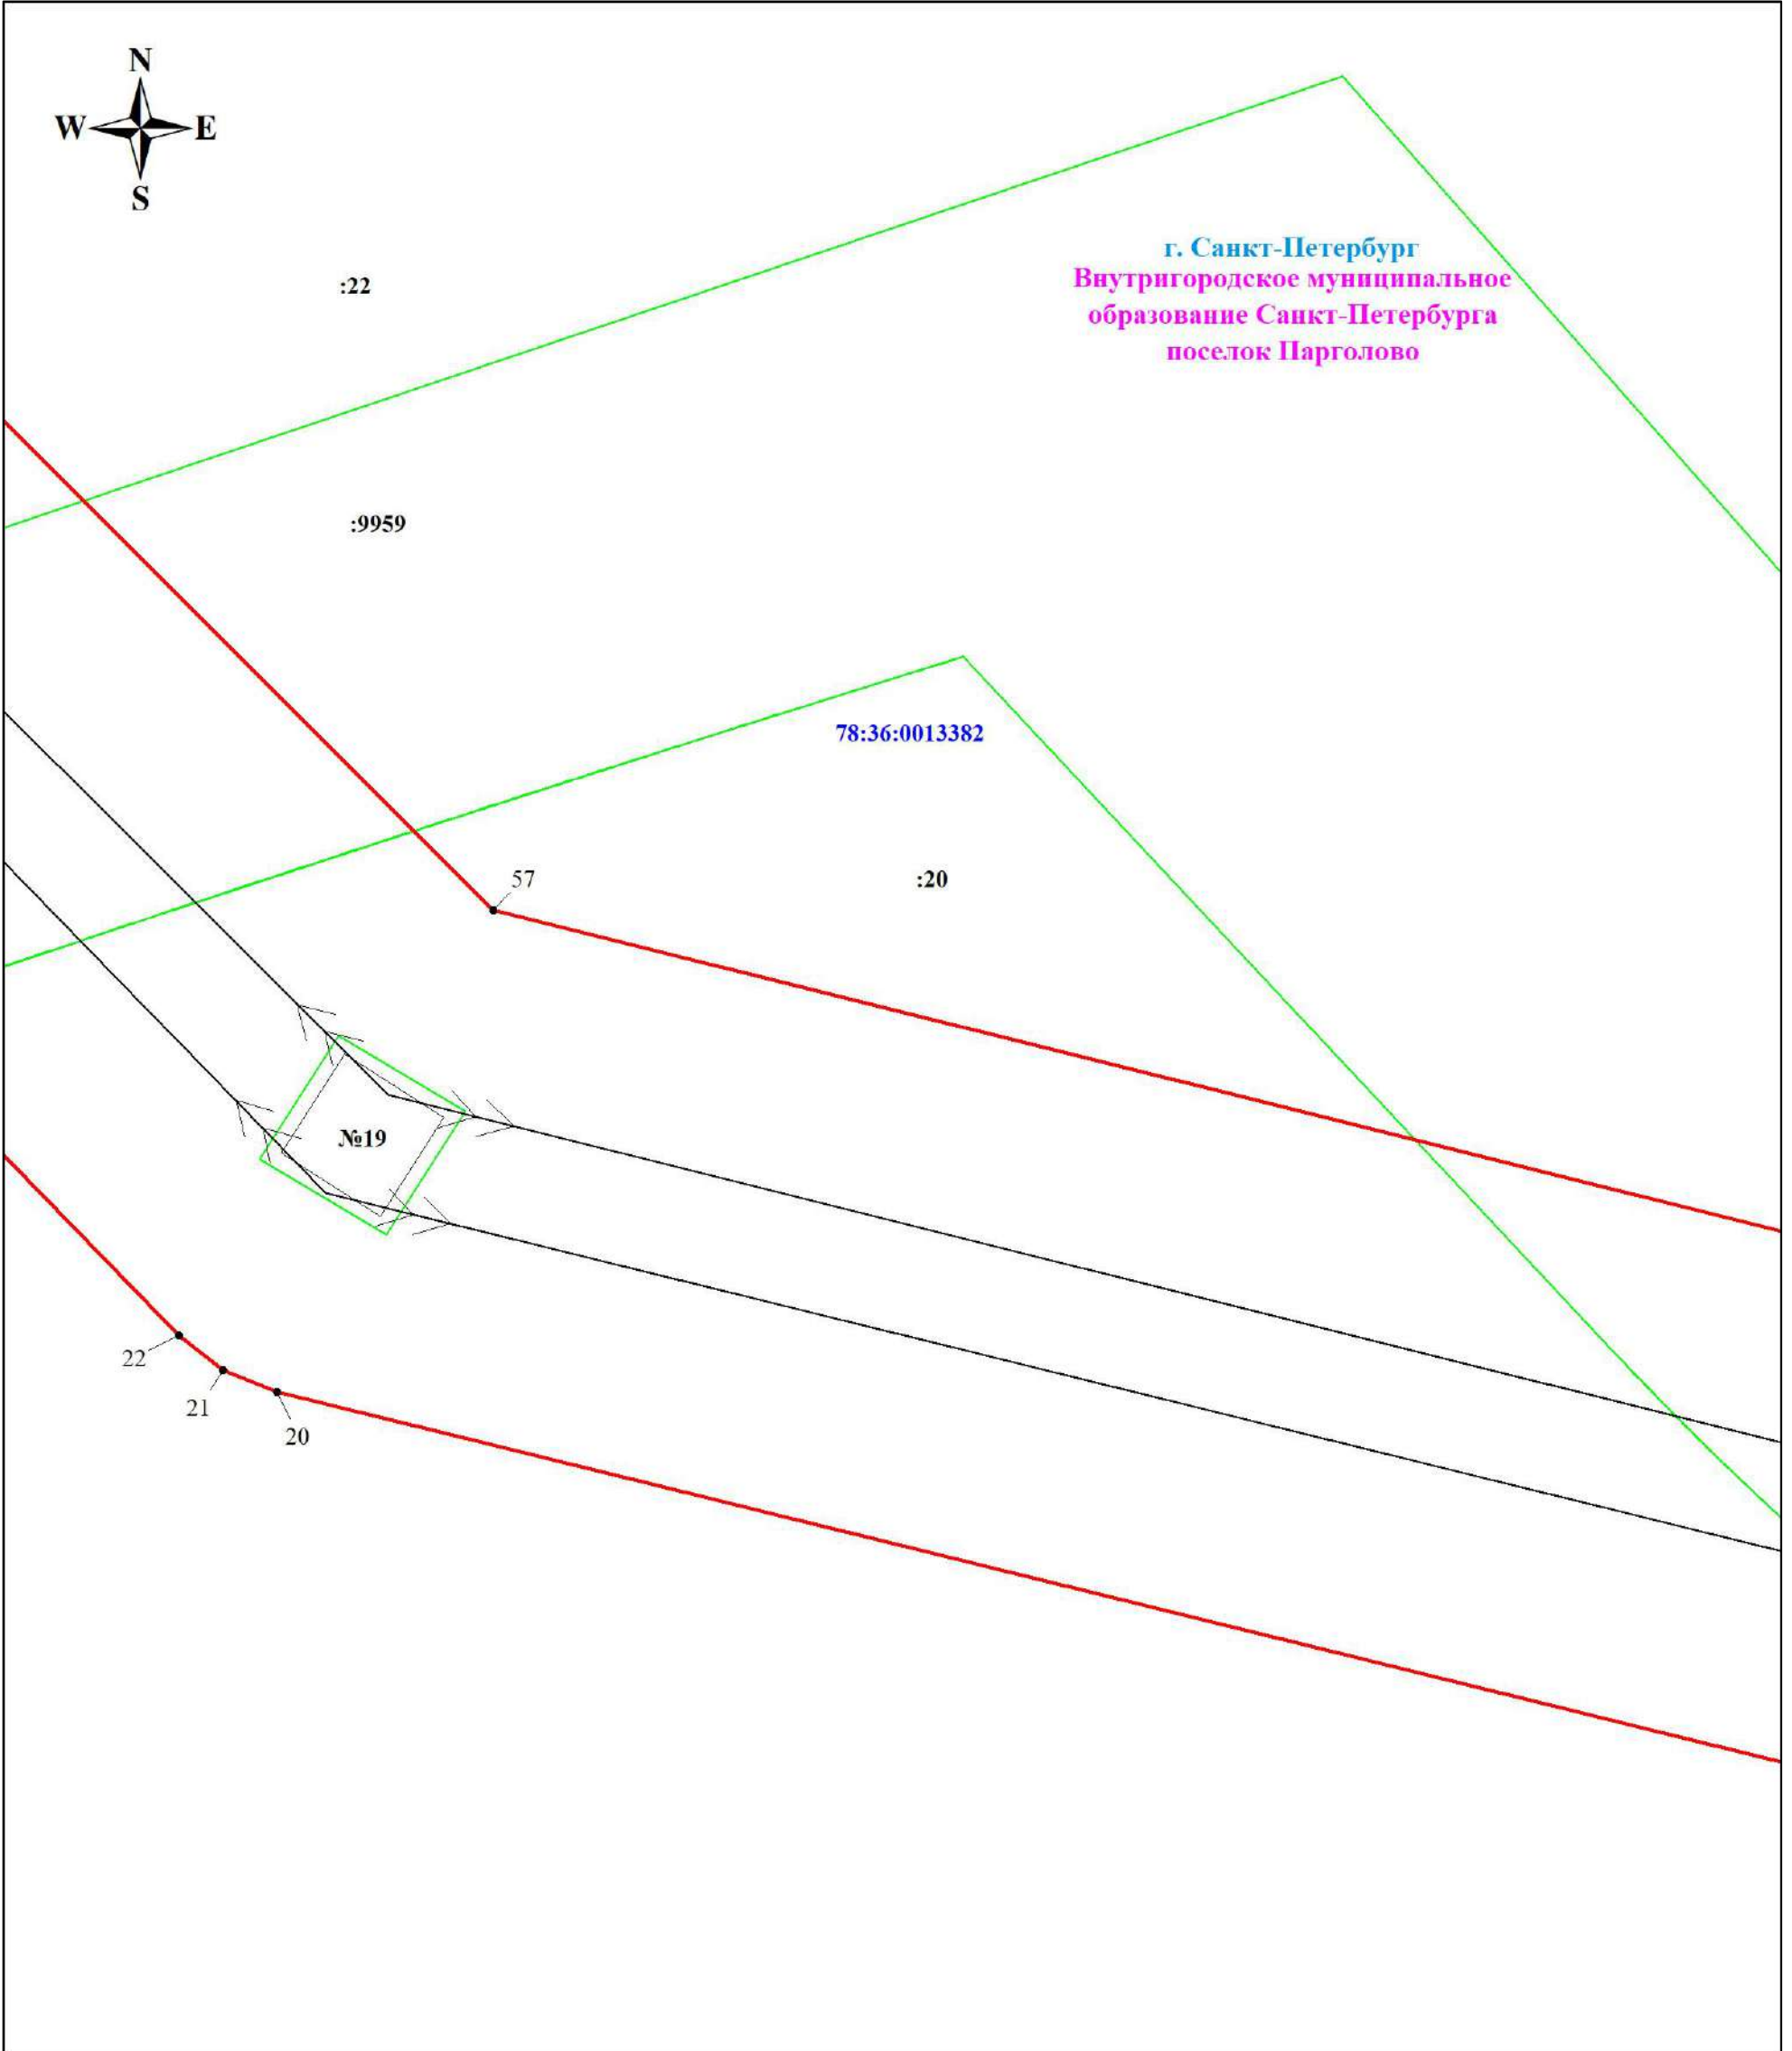 N
W E
S
г. Санкт-Петербург
Внутригородское муниципальное
образование Санкт-Петербурга
поселок Парголово
:22
:9959
78:36:0013382
57
:20
№19
22
21
20